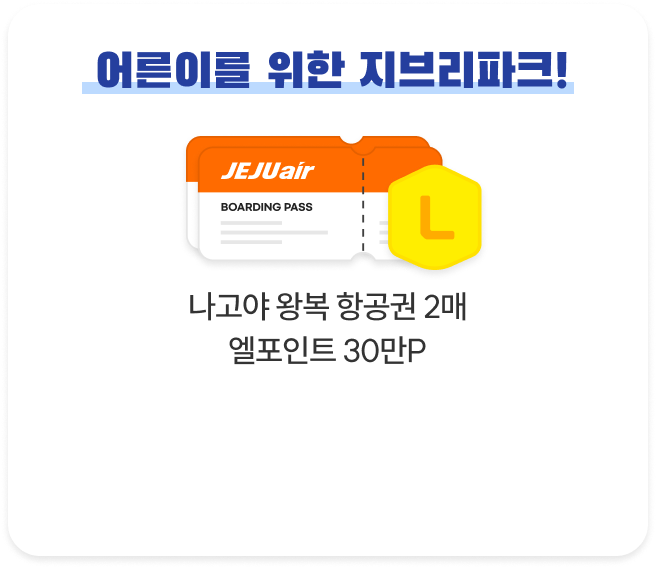 어른이를 위한 지브리파크!
JEJUair
BOARDING PASS
L
나고야 왕복 항공권 2매
엘포인트 30만P